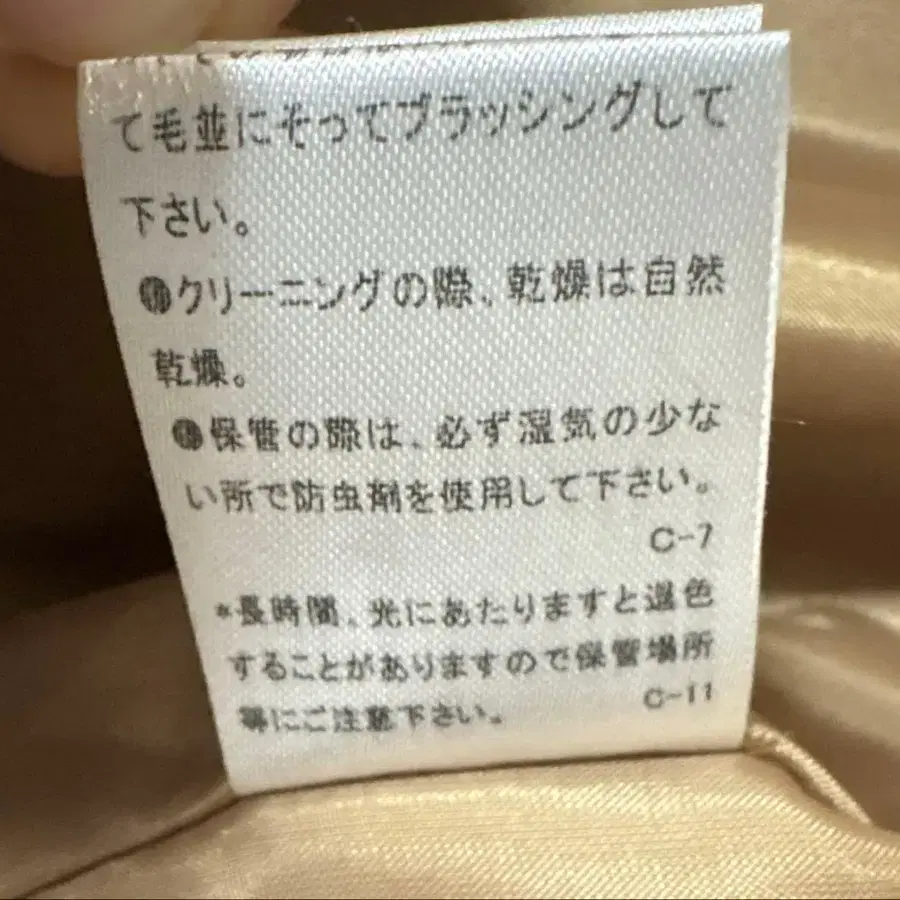 て毛並にそってブラッシングして
下さい。
クリーニングの際、乾燥は自然
乾燥。
保管の際は、必ず湿気の少な
い所で防虫剤を使用して下さい。
C-7
*長時間、光にあたりますと退色
することがありますので保管場所
等にご注意下さい。 C-11